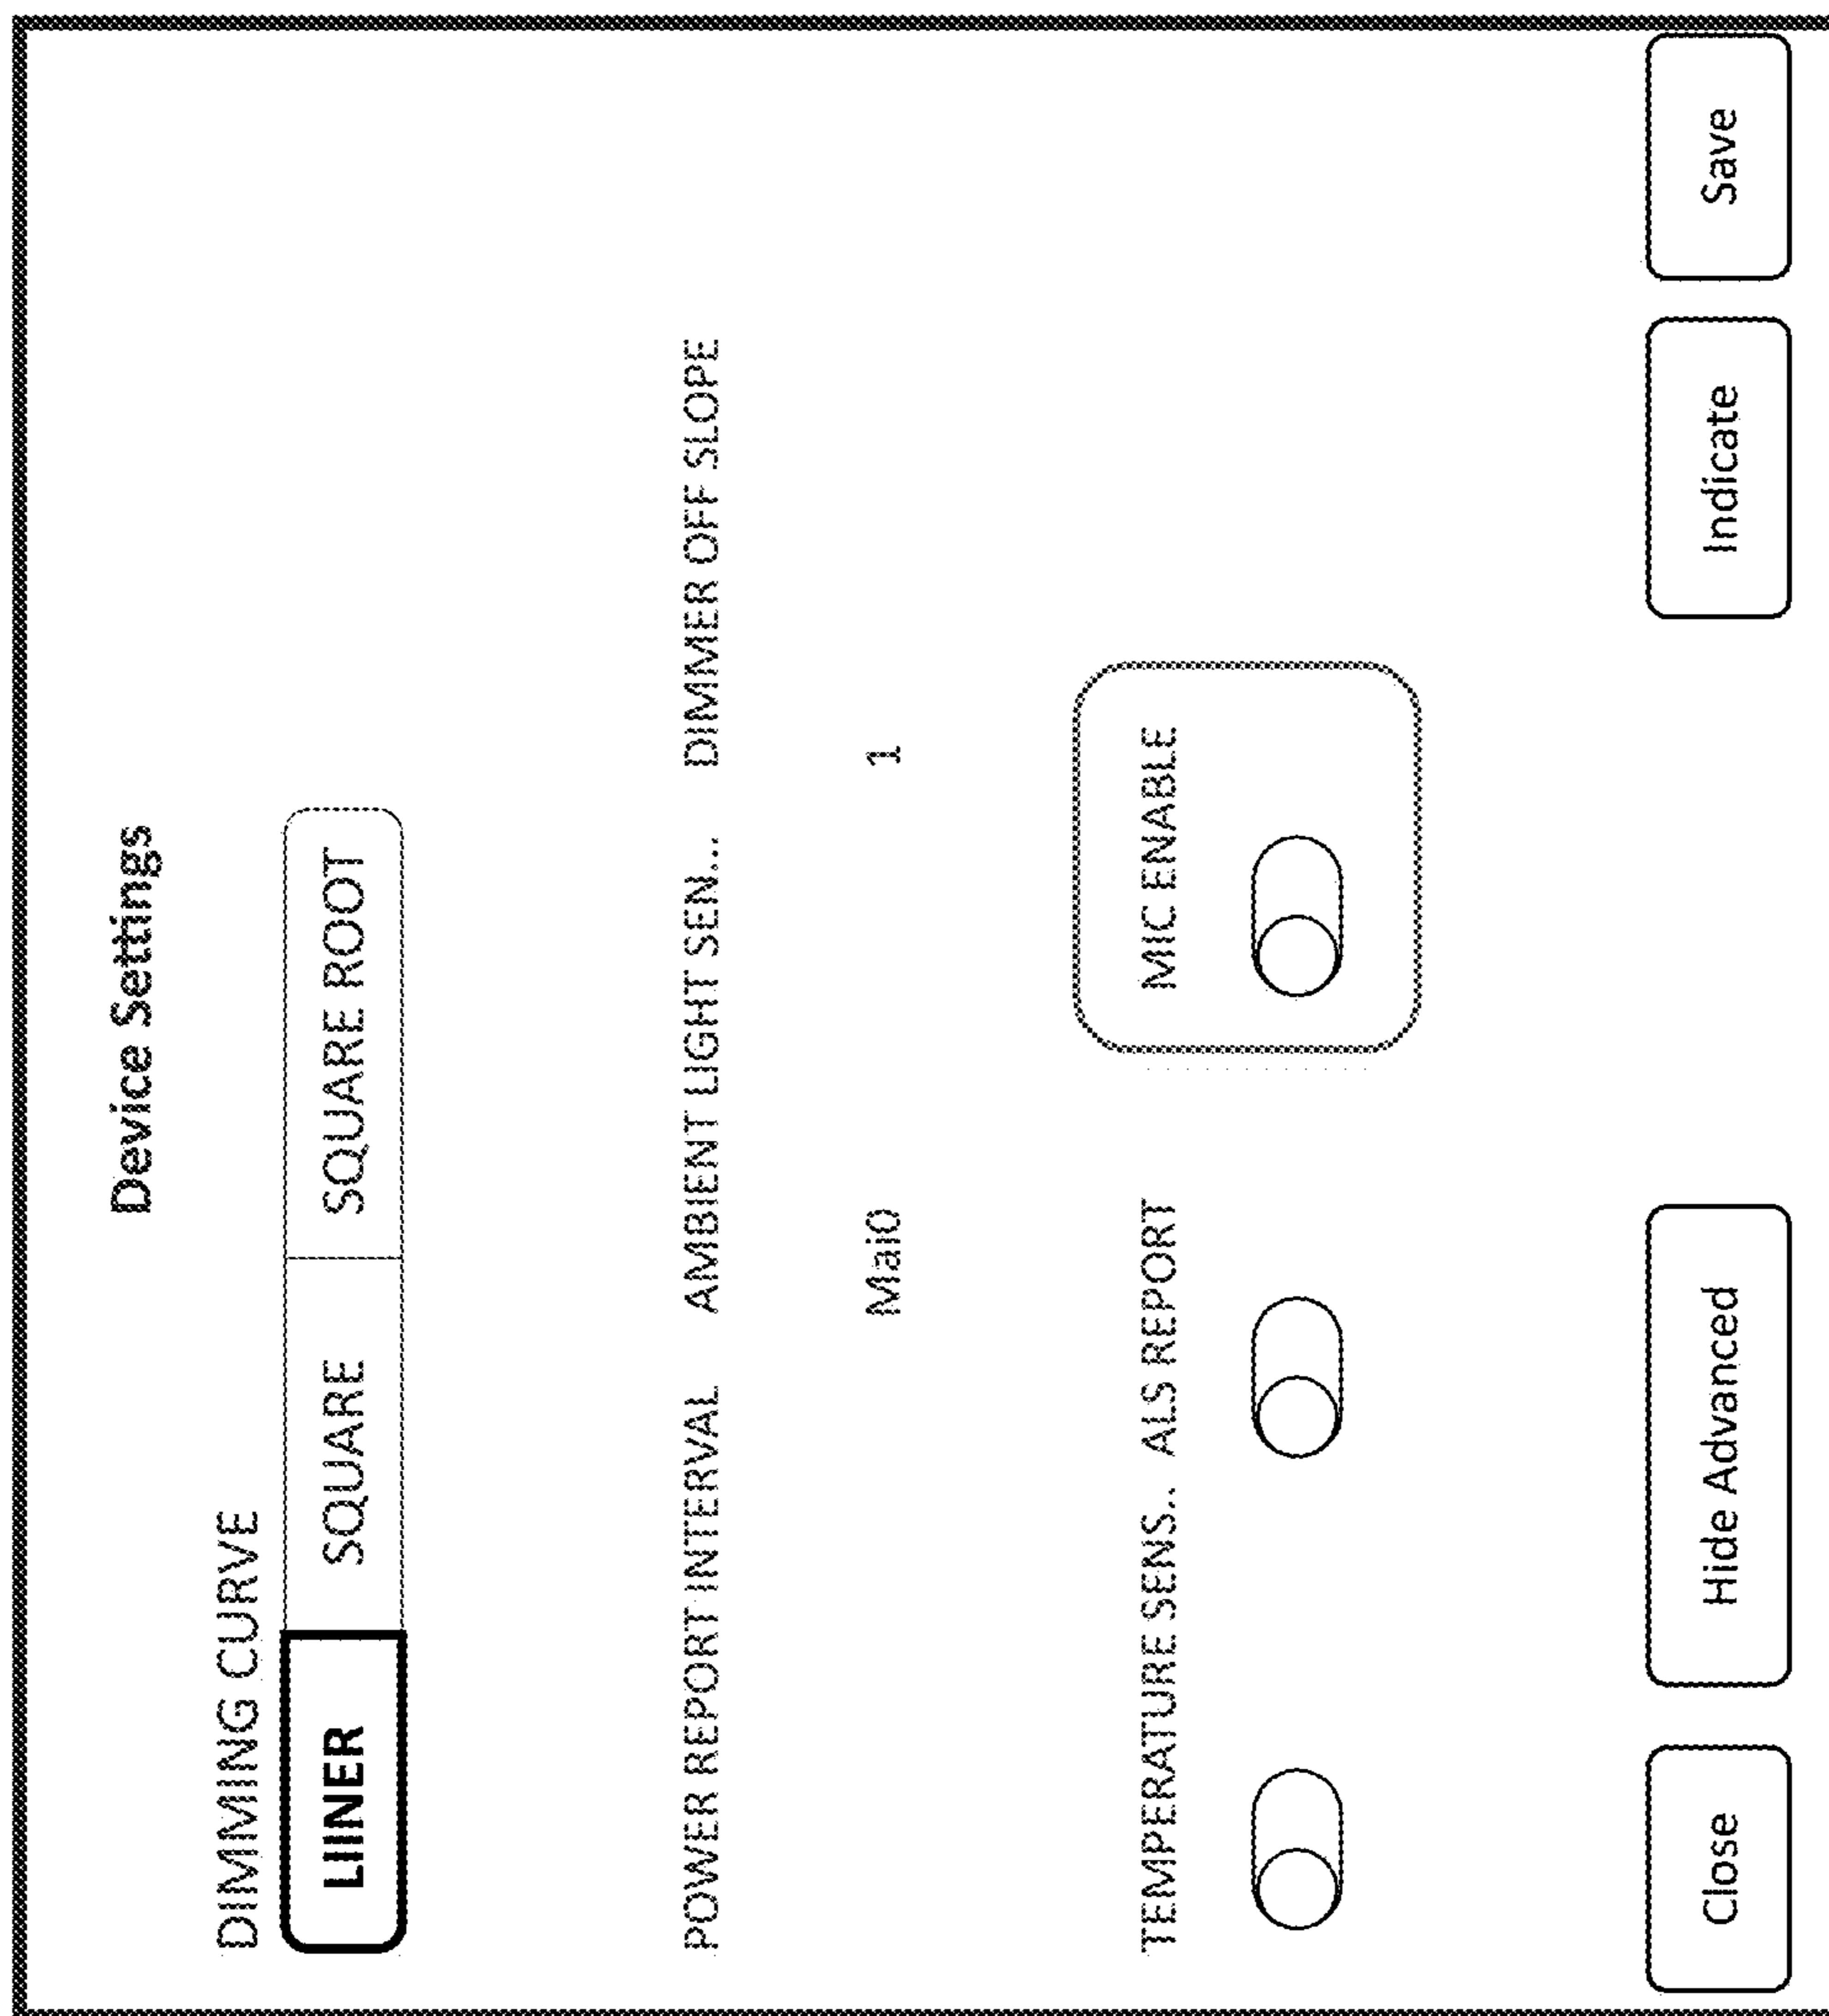 Device Settings
DIMMING CURVE
LIINER SQUARE SQUARE ROOT
POWER REPORT INTERVAL AMBIENT LIGHT SEN... DIMMER OFF SLOPE
Mai0 1
TEMPERATURE SENS.. ALS REPORT MIC ENABLE
Close Hide Advanced Indicate Save